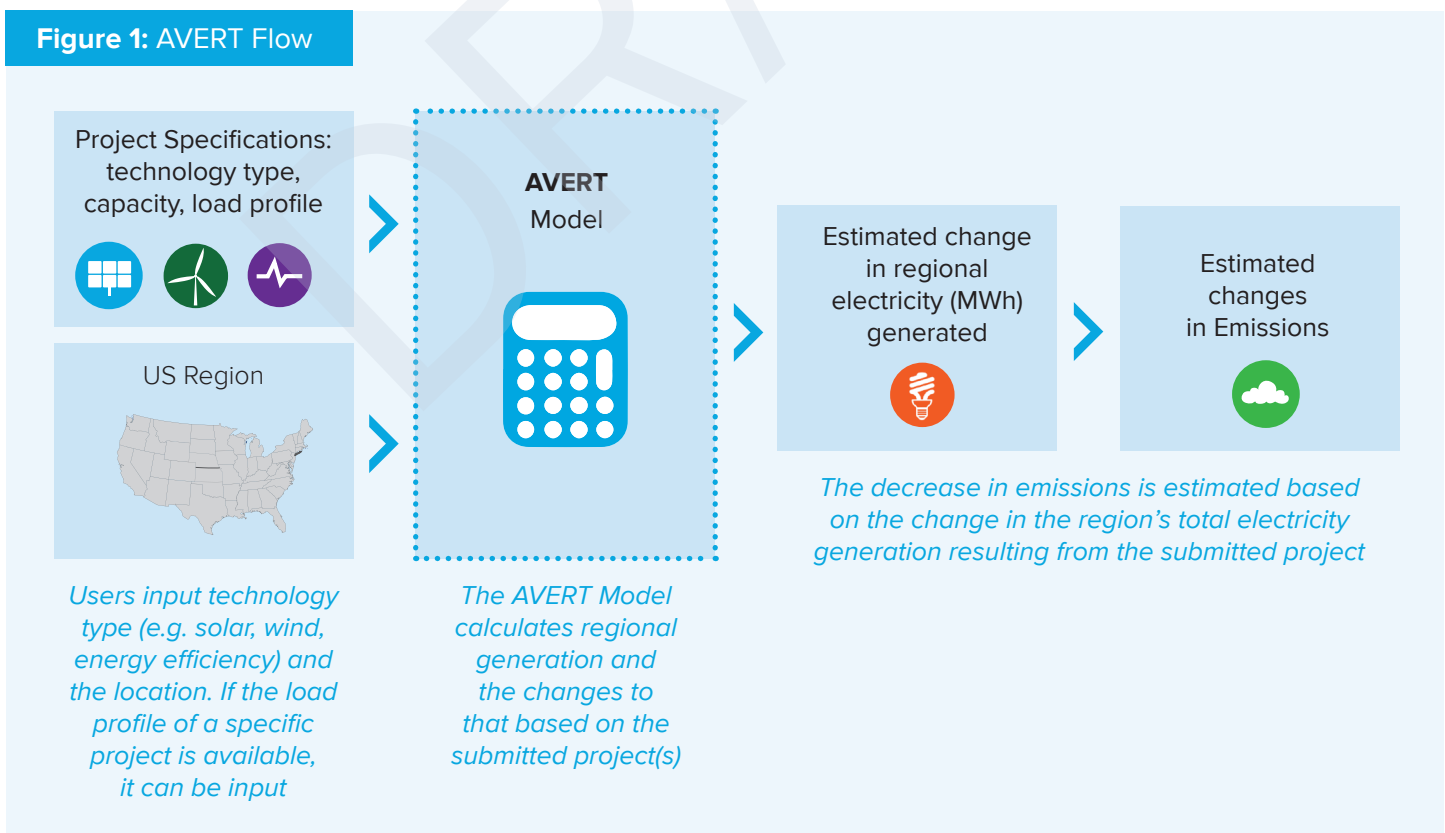 Figure 1: AVERT Flow
Project Specifications:
technology type,
capacity, load profile
US Region
Users input technology
type (e.g. solar, wind,
energy efficiency) and
the location. If the load
profile of a specific
project is available,
it can be input
AVERT
Model
The AVERT Model
calculates regional
generation and
the changes to
that based on the
submitted project(s)
Estimated change
in regional
electricity (MWh)
generated
Estimated
changes
in Emissions
The decrease in emissions is estimated based
on the change in the region's total electricity
generation resulting from the submitted project